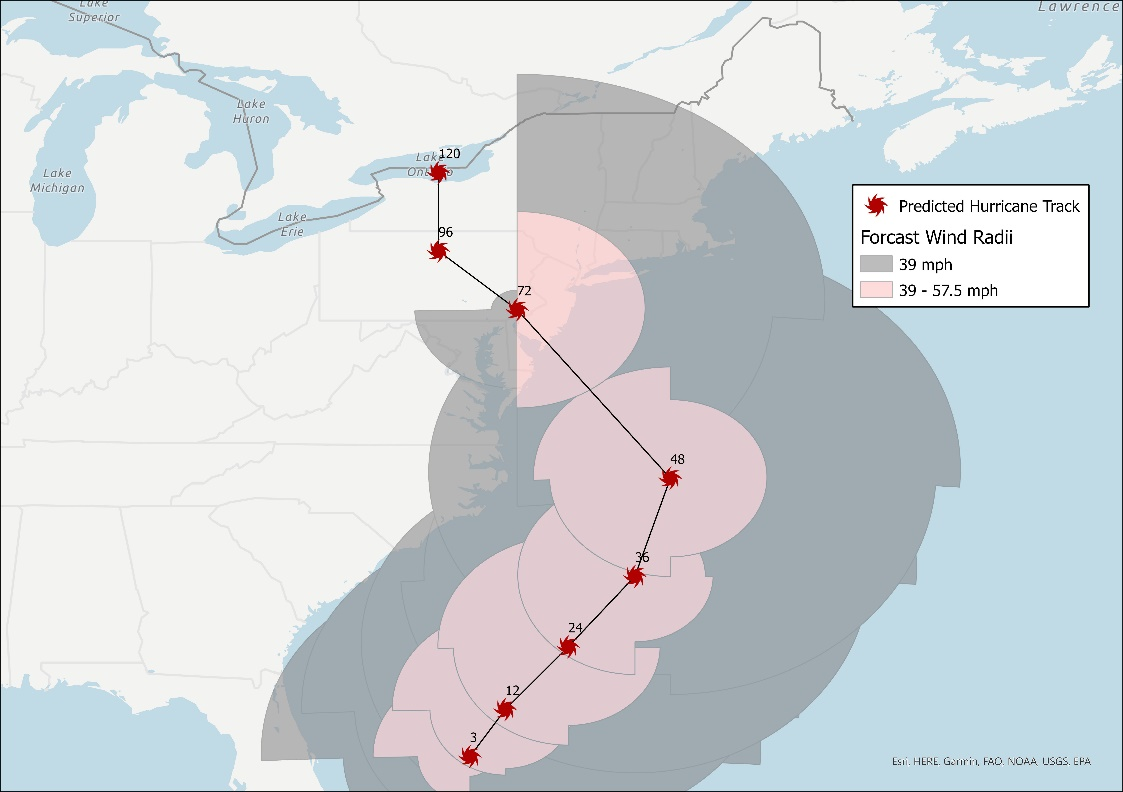 Lake
Superior
Lawrence
Lake
Huron
Lake
Michigan
Lake
Ontario
120
Lake
Erie
96
72
Predicted Hurricane Track
Forcast Wind Radii
39 mph
39 - 57.5 mph
48
36
24
12
3
Esri, HERE, Garmin, FAO, NOAA, USGS, EPA